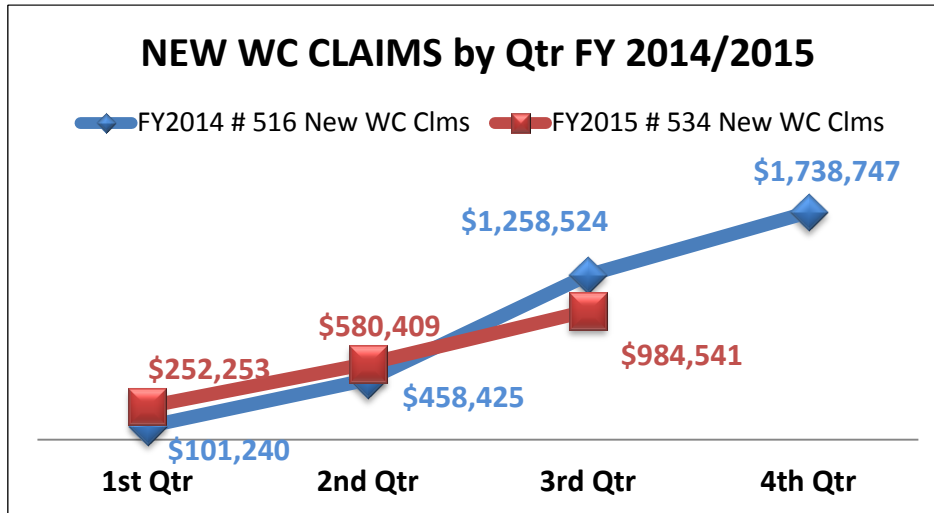 NEW WC CLAIMS by Qtr FY 2014/2015
FY2014 # 516 New WC Clms FY2015 # 534 New WC Clms
$1,738,747
$1,258,524
$580,409
$984,541
$252,253
$458,425
$101,240
1st Qtr 2nd Qtr 3rd Qtr 4th Qtr